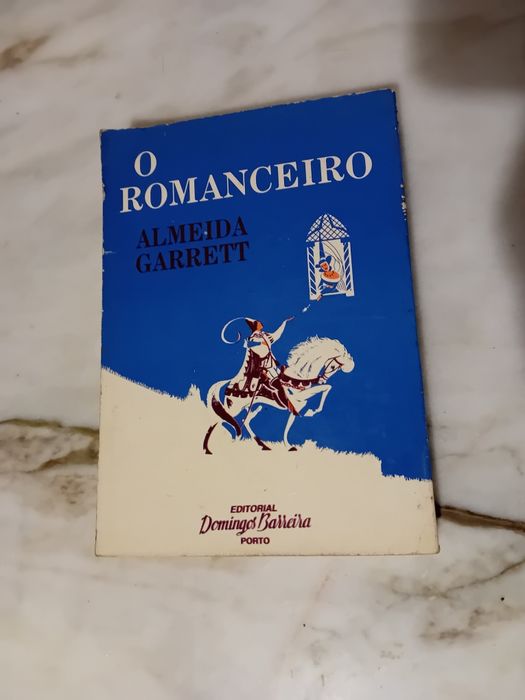 O
ROMANCEIRO
ALMEIDA
GARRETT
EDITORIAL
Domingos Barreira
PORTO